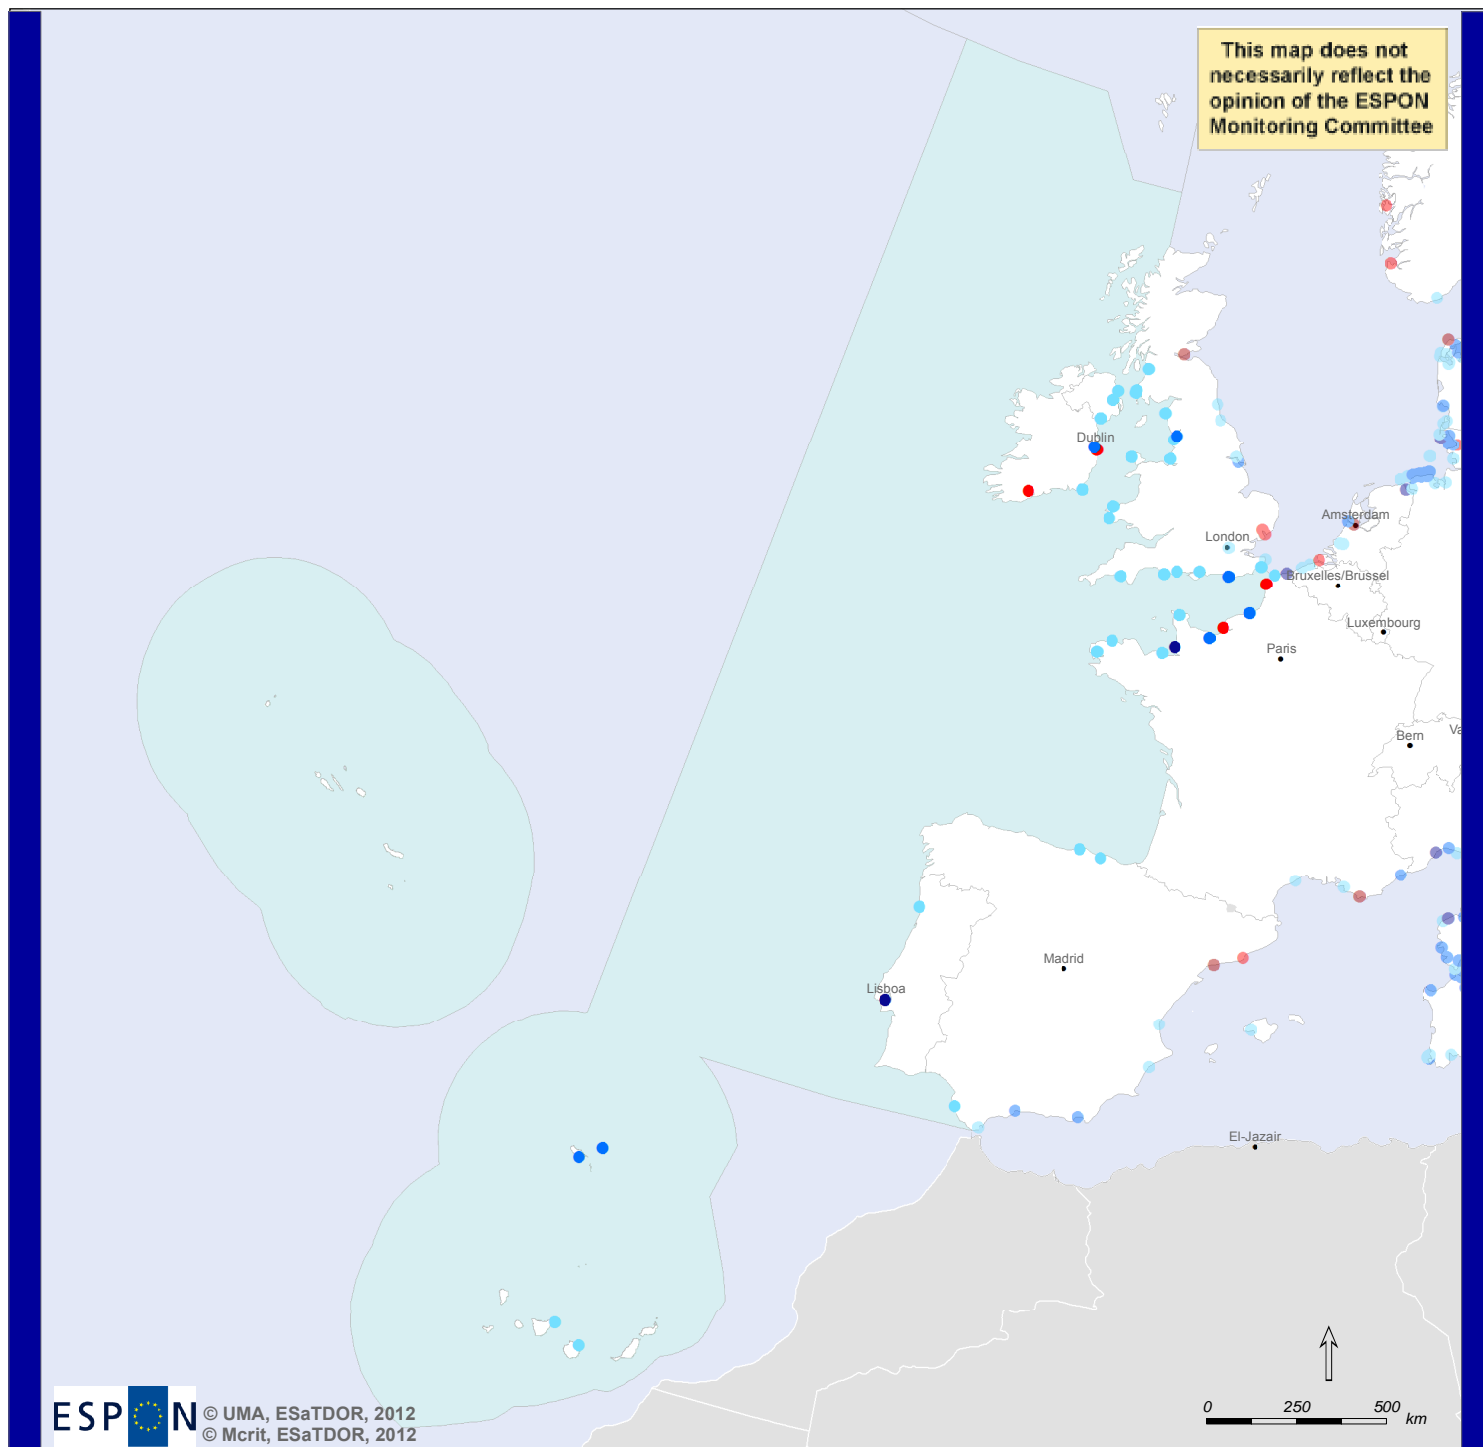 This map does not
necessarily reflect the
opinion of the ESPON
Monitoring Committee
Dublin
Amsterdam
London
Bruxelles/Brussel
Luxembourg
Paris
Bern
Va
Madrid
Lisboa
El-Jazair
0 250 500 km
ESPON
© UMA, ESaTDOR, 2012
© Mcrit, ESaTDOR, 2012